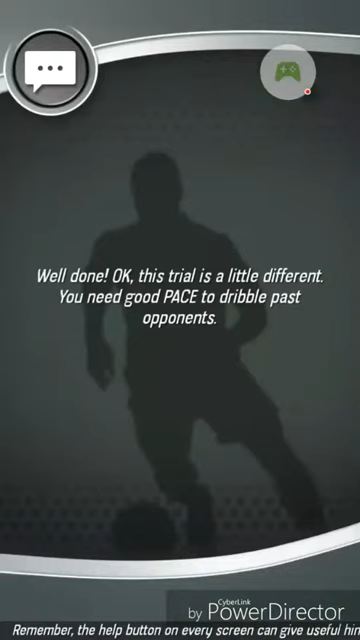 Well done! OK, this trial is a little different.
You need good PACE to dribble past
opponents.
CyberLink
by PowerDirector
Remember, the help button on every screen can give useful hin